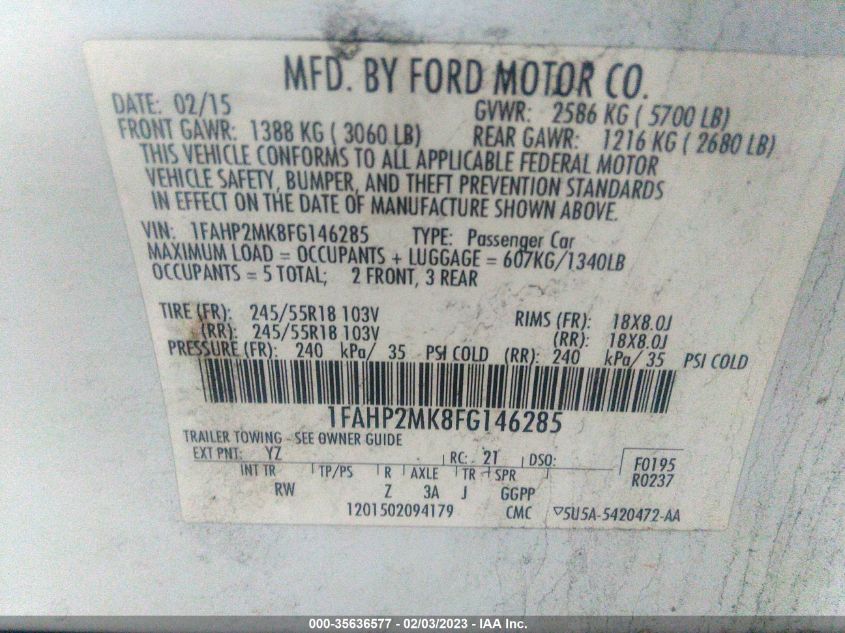 MFD. BY FORD MOTOR CO.
DATE: 02/15 GVWR: 2586 KG ( 5700 LB)
FRONT GAWR: 1388 KG ( 3060 LB) REAR GAWR: 1216 KG ( 2680 LB)
THIS VEHICLE CONFORMS TO ALL APPLICABLE FEDERAL MOTOR
VEHICLE SAFETY, BUMPER, AND THEFT PREVENTION STANDARDS
IN EFFECT ON THE DATE OF MANUFACTURE SHOWN ABOVE.
VIN: 1FAHP2MK8FG146285 TYPE: Passenger Car
MAXIMUM LOAD = OCCUPANTS + LUGGAGE = 607KG/1340LB
OCCUPANTS = 5 TOTAL; 2 FRONT, 3 REAR
TIRE (FR): 245/55R18 103V RIMS (FR): 18X8.0J
(RR): 245/55R18 103V (RR): 18X8.0J
PRESSURE (FR): 240 kPa/ 35 PSI COLD (RR): 240 kPa/ 35 PSI COLD
1FAHP2MK8FG146285
TRAILER TOWING - SEE OWNER GUIDE
EXT PNT: YZ RC: 21 DSO: F0195
INT TR TP/PS R AXLE TR SPR R0237
RW Z 3A J GGPP
1201502094179 CMC ▽5U5A-5420472-AA
000-35636577 - 02/03/2023 - IAA Inc.